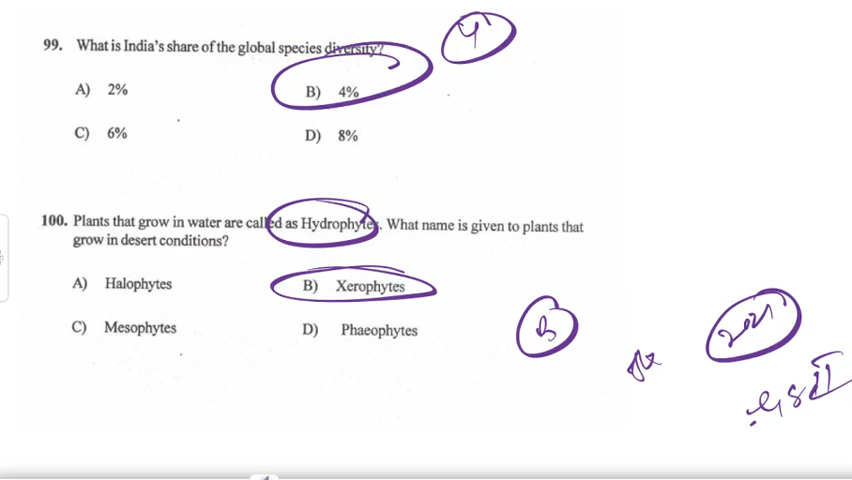 99. What is India's share of the global species diversity?
A) 2%
B) 4%
C) 6%
D) 8%
100. Plants that grow in water are called as Hydrophytes. What name is given to plants that
grow in desert conditions?
A) Halophytes
B) Xerophytes
C) Mesophytes
D) Phaeophytes
B
2021